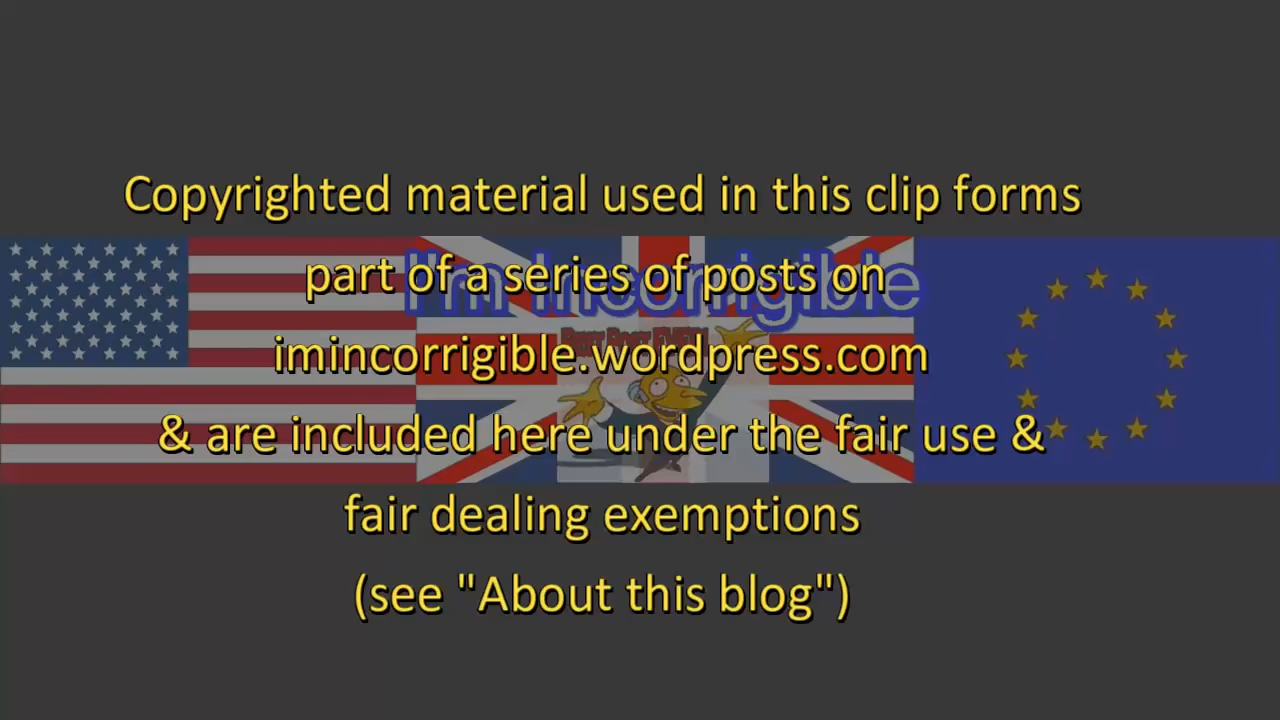 Copyrighted material used in this clip forms
I'm Incorrigible
part of a series of posts on
imincorrigible.wordpress.com
& are included here under the fair use &
fair dealing exemptions
(see "About this blog")